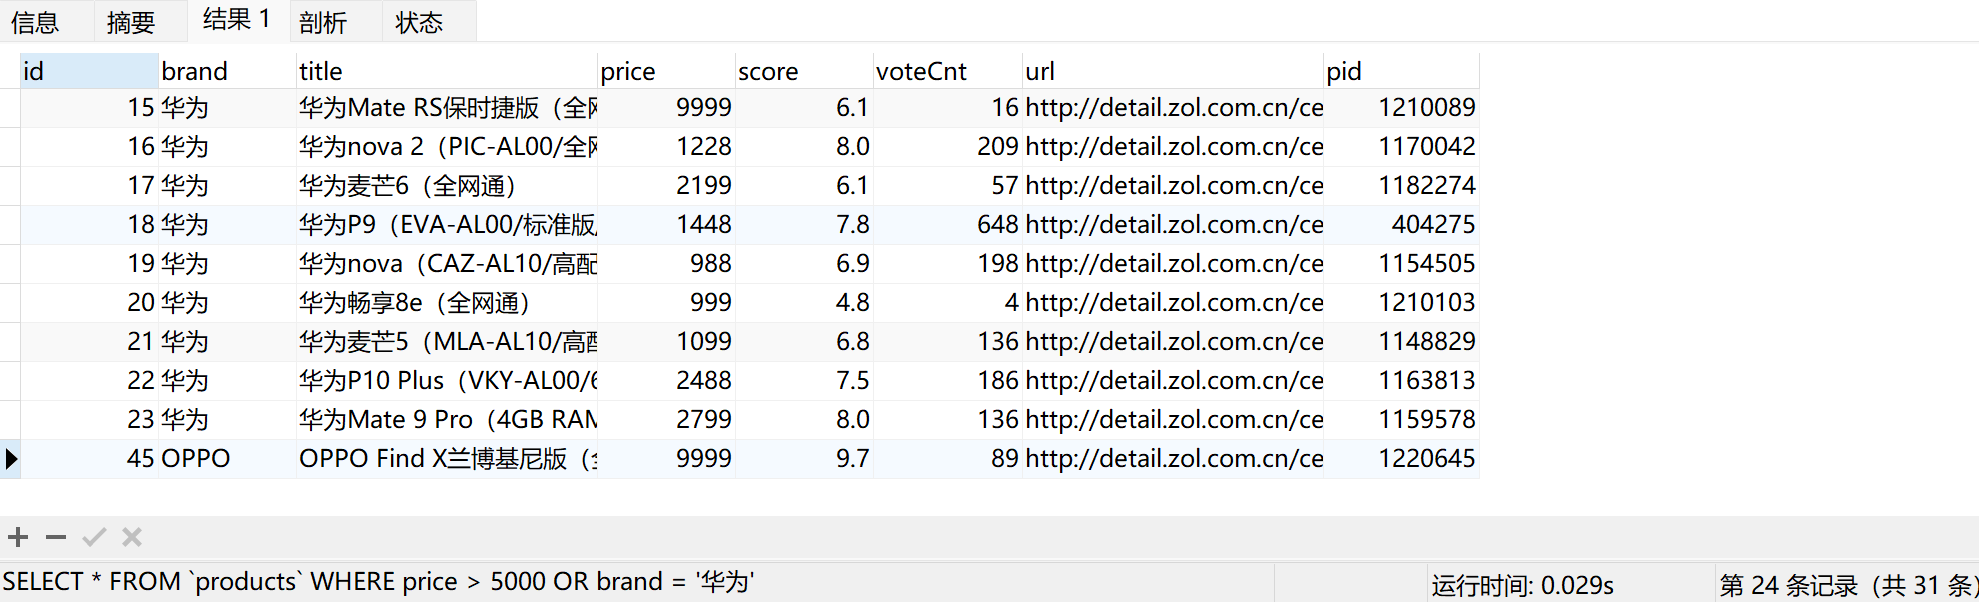 信息 摘要 结果 1 剖析 状态
id brand title price score voteCnt url pid
15 华为 华为Mate RS保时捷版（全网 9999 6.1 16 http://detail.zol.com.cn/ce 1210089
16 华为 华为nova 2（PIC-AL00/全网 1228 8.0 209 http://detail.zol.com.cn/ce 1170042
17 华为 华为麦芒6（全网通） 2199 6.1 57 http://detail.zol.com.cn/ce 1182274
18 华为 华为P9（EVA-AL00/标准版/ 1448 7.8 648 http://detail.zol.com.cn/ce 404275
19 华为 华为nova（CAZ-AL10/高配 988 6.9 198 http://detail.zol.com.cn/ce 1154505
20 华为 华为畅享8e（全网通） 999 4.8 4 http://detail.zol.com.cn/ce 1210103
21 华为 华为麦芒5（MLA-AL10/高配 1099 6.8 136 http://detail.zol.com.cn/ce 1148829
22 华为 华为P10 Plus（VKY-AL00/6 2488 7.5 186 http://detail.zol.com.cn/ce 1163813
23 华为 华为Mate 9 Pro（4GB RAM 2799 8.0 136 http://detail.zol.com.cn/ce 1159578
45 OPPO OPPO Find X兰博基尼版（全 9999 9.7 89 http://detail.zol.com.cn/ce 1220645
SELECT * FROM `products` WHERE price > 5000 OR brand = '华为' 运行时间: 0.029s 第 24 条记录（共 31 条）